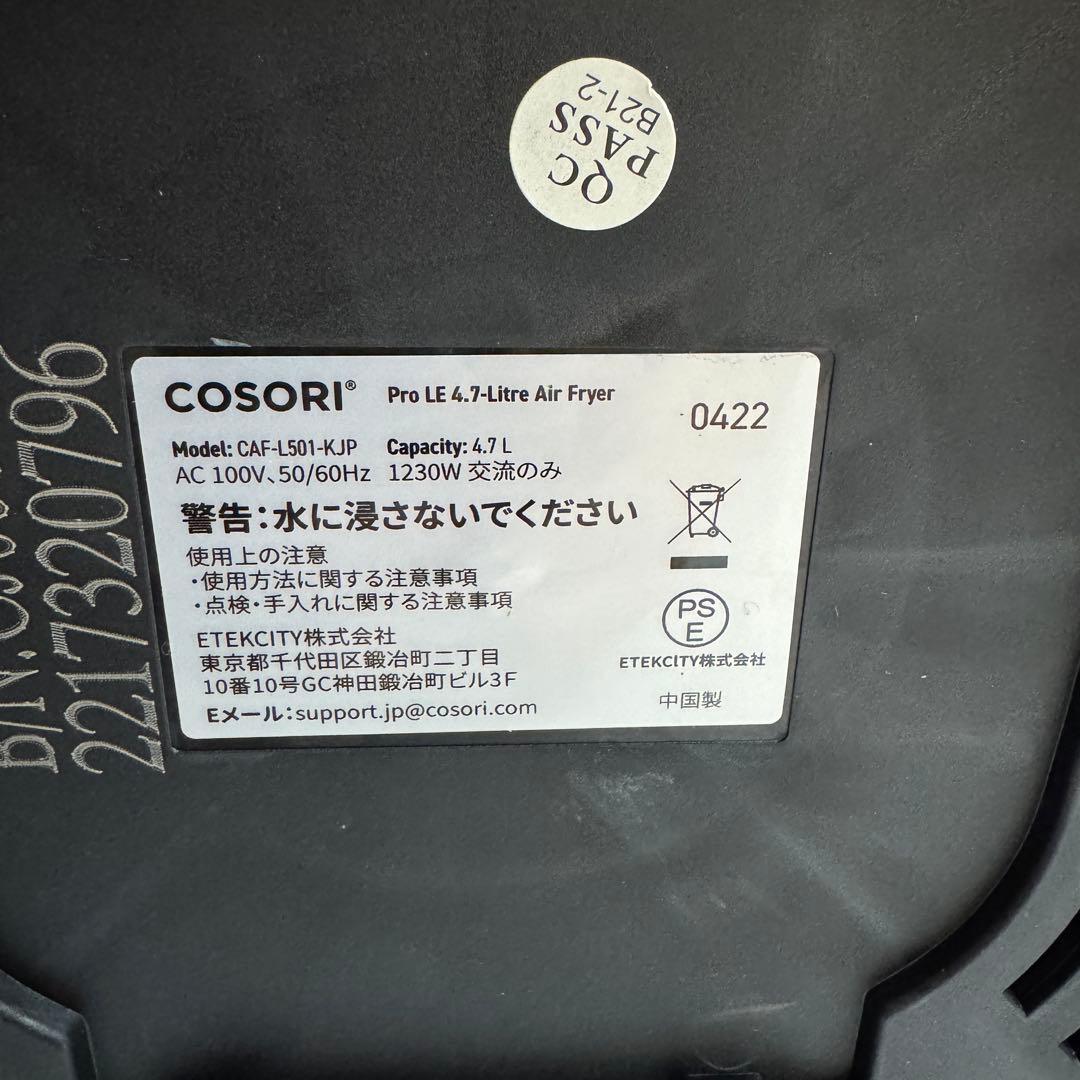 QC
PASS
B21-2
COSORI® Pro LE 4.7-Litre Air Fryer
0422
Model: CAF-L501-KJP Capacity: 4.7 L
AC 100V、50/60Hz 1230W 交流のみ
警告：水に浸さないでください
使用上の注意
・使用方法に関する注意事項
・点検・手入れに関する注意事項
ETEKCITY株式会社
東京都千代田区鍛冶町二丁目
10番10号GC神田鍛冶町ビル3F
Eメール：support.jp@cosori.com
PS
E
ETEKCITY株式会社
中国製
2217320796